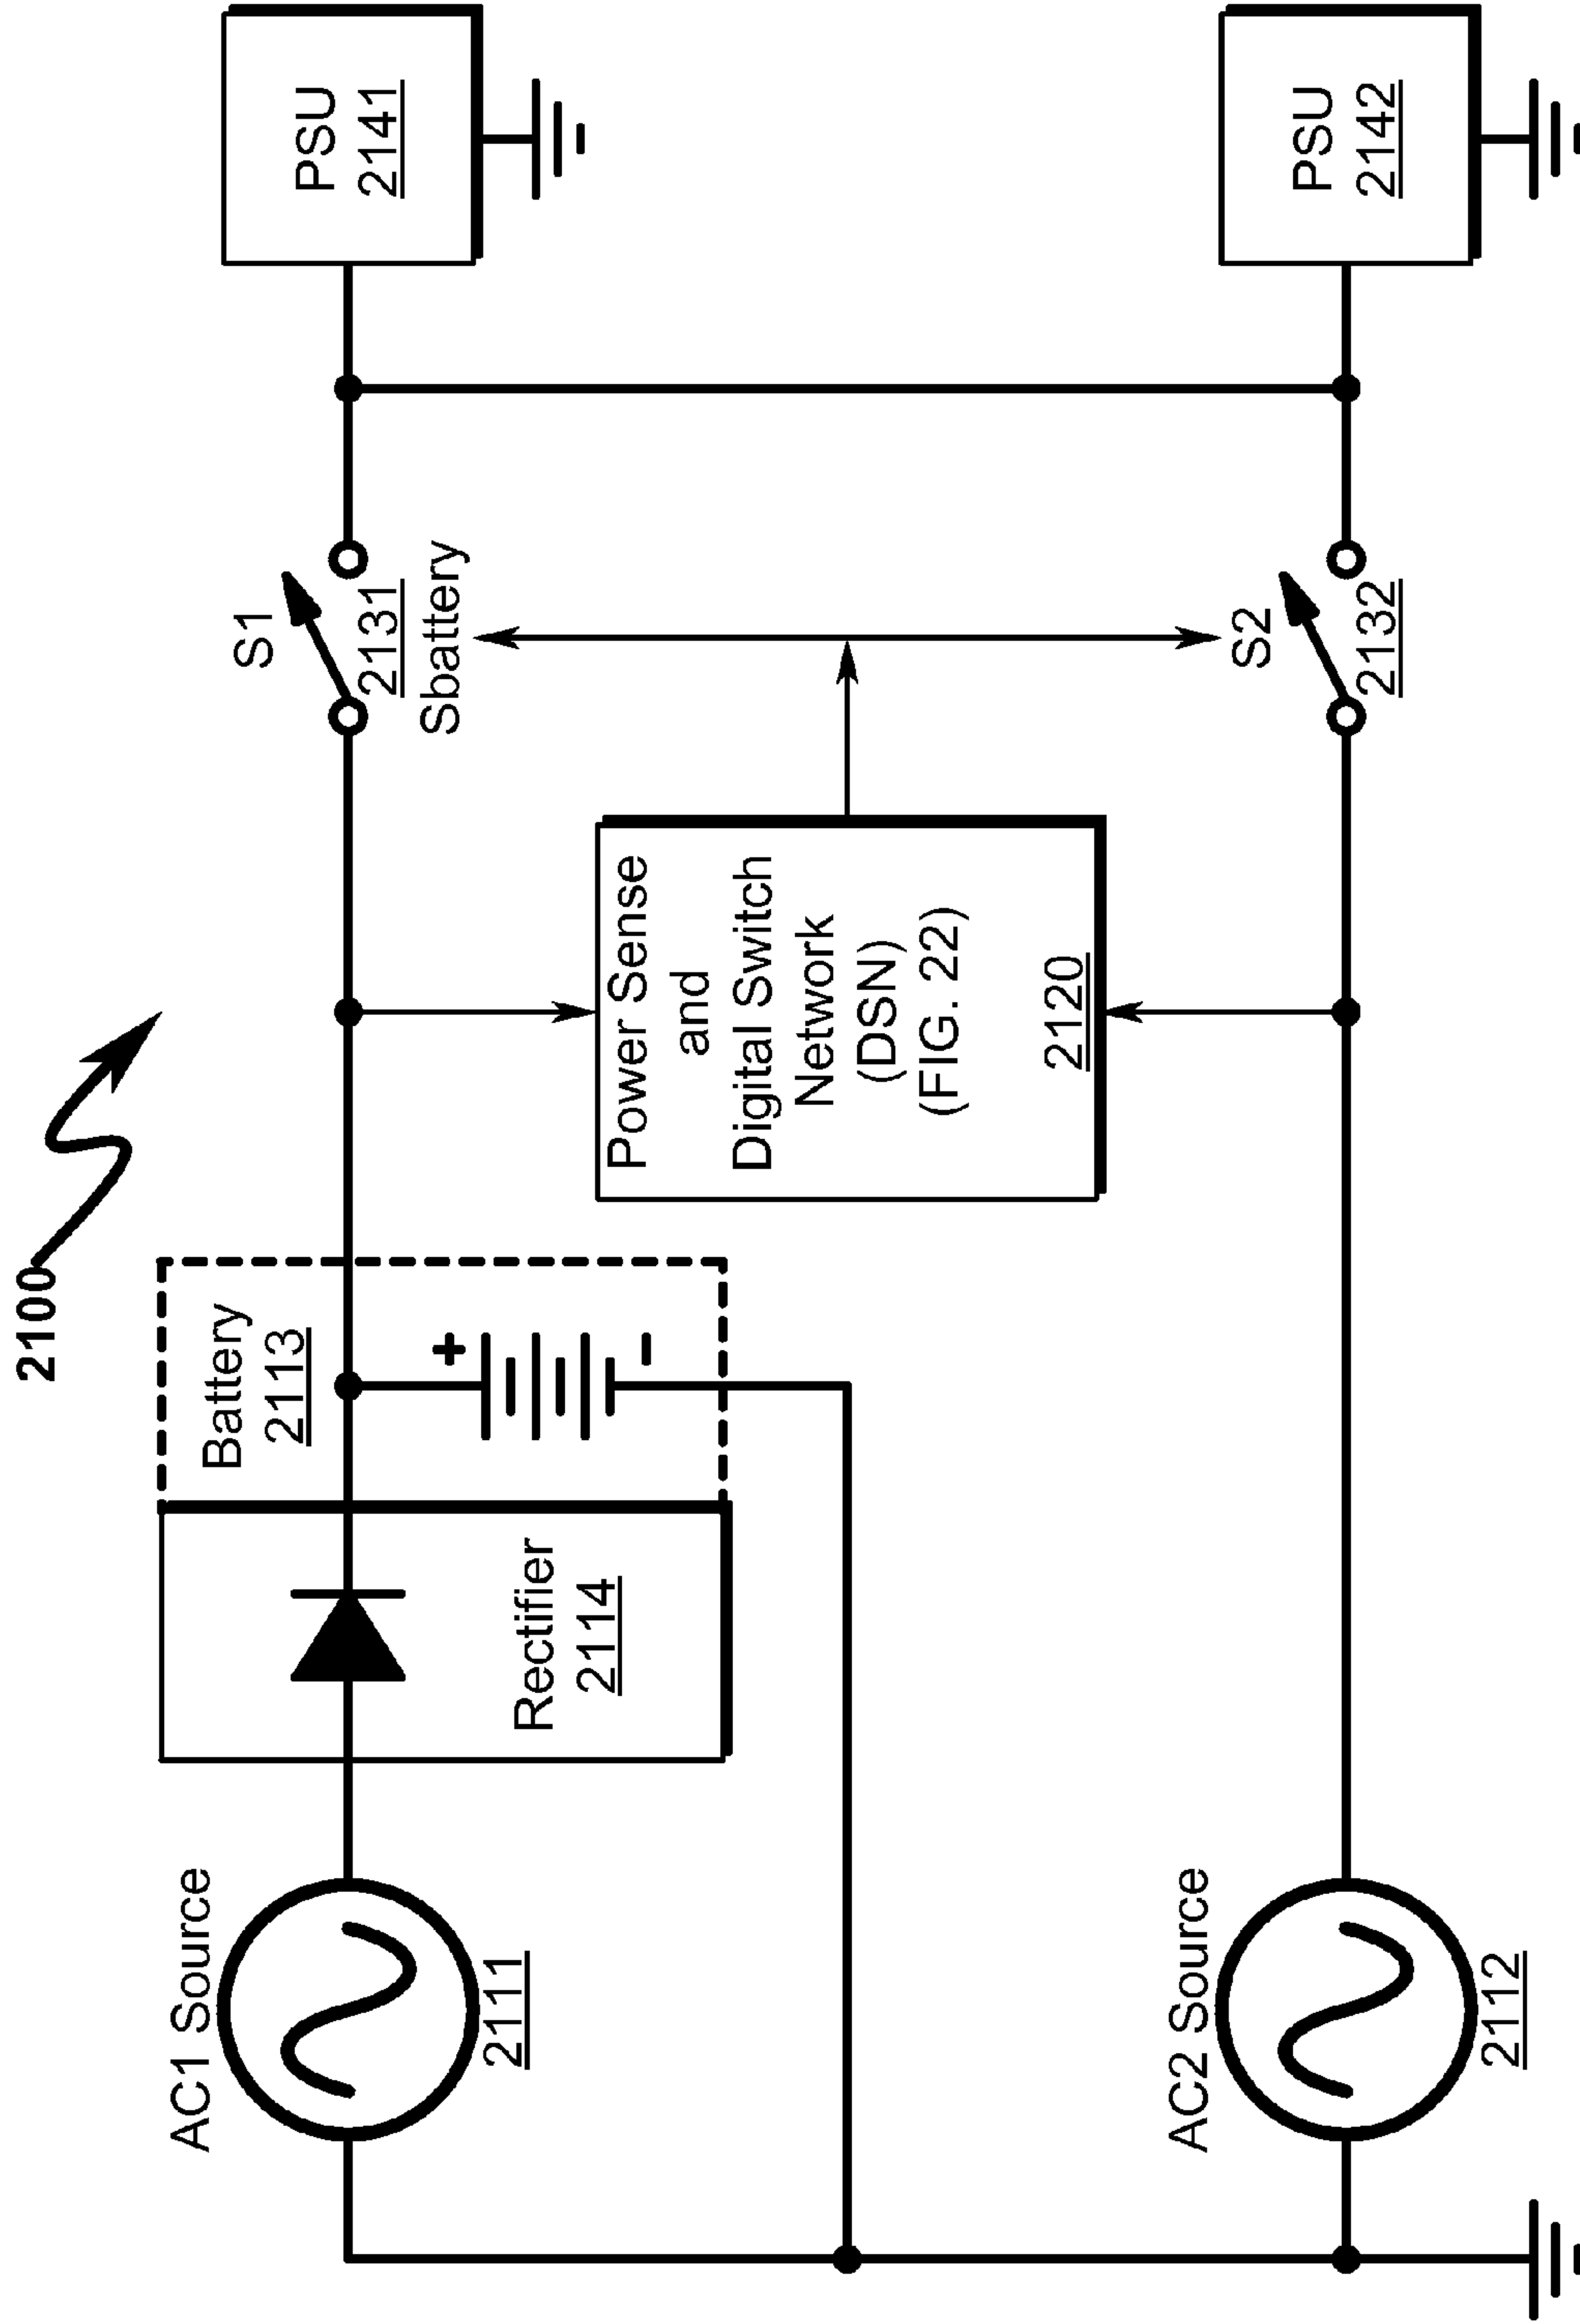 2100
AC1 Source
2111
Rectifier
2114
Battery
2113
+
-
S1
2131
Sbattery
PSU
2141
Power Sense
and
Digital Switch
Network
(DSN)
(FIG. 22)
2120
AC2 Source
2112
S2
2132
PSU
2142